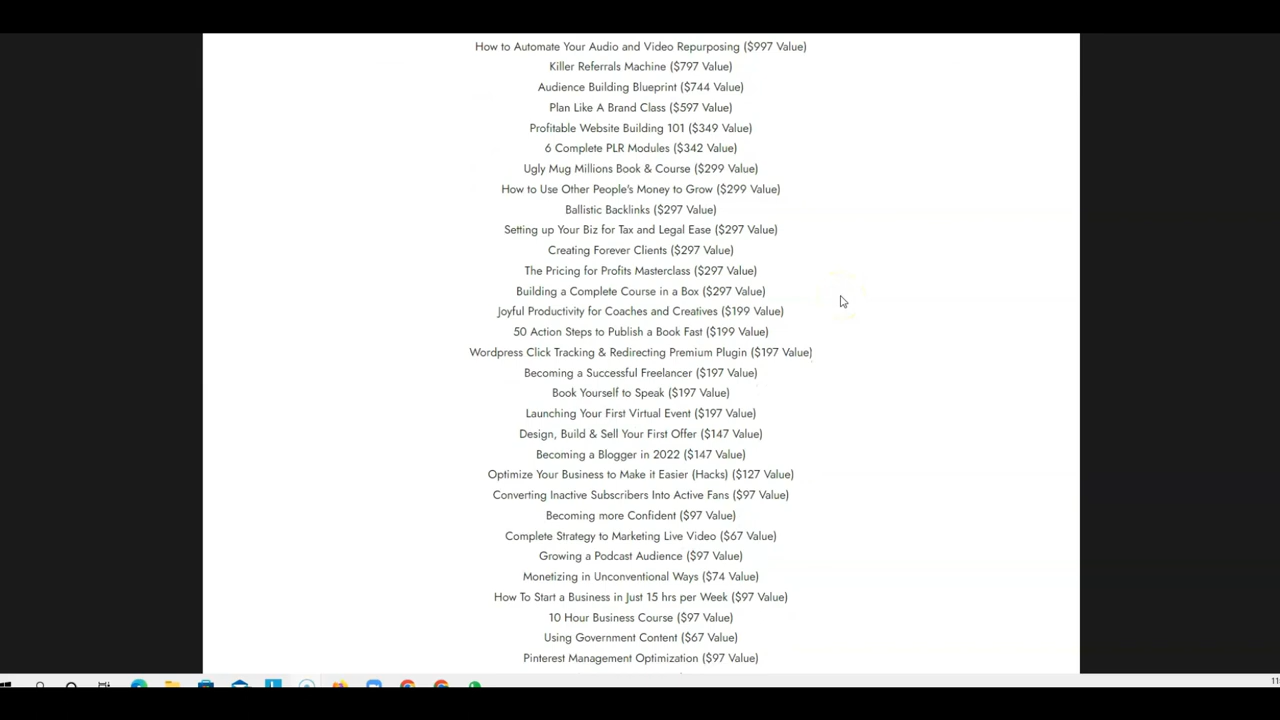 How to Automate Your Audio and Video Repurposing ($997 Value)
Killer Referrals Machine ($797 Value)
Audience Building Blueprint ($744 Value)
Plan Like A Brand Class ($597 Value)
Profitable Website Building 101 ($349 Value)
6 Complete PLR Modules ($342 Value)
Ugly Mug Millions Book & Course ($299 Value)
How to Use Other People's Money to Grow ($299 Value)
Ballistic Backlinks ($297 Value)
Setting up Your Biz for Tax and Legal Ease ($297 Value)
Creating Forever Clients ($297 Value)
The Pricing for Profits Masterclass ($297 Value)
Building a Complete Course in a Box ($297 Value)
Joyful Productivity for Coaches and Creatives ($199 Value)
50 Action Steps to Publish a Book Fast ($199 Value)
Wordpress Click Tracking & Redirecting Premium Plugin ($197 Value)
Becoming a Successful Freelancer ($197 Value)
Book Yourself to Speak ($197 Value)
Launching Your First Virtual Event ($197 Value)
Design, Build & Sell Your First Offer ($147 Value)
Becoming a Blogger in 2022 ($147 Value)
Optimize Your Business to Make it Easier (Hacks) ($127 Value)
Converting Inactive Subscribers Into Active Fans ($97 Value)
Becoming more Confident ($97 Value)
Complete Strategy to Marketing Live Video ($67 Value)
Growing a Podcast Audience ($97 Value)
Monetizing in Unconventional Ways ($74 Value)
How To Start a Business in Just 15 hrs per Week ($97 Value)
10 Hour Business Course ($97 Value)
Using Government Content ($67 Value)
Pinterest Management Optimization ($97 Value)